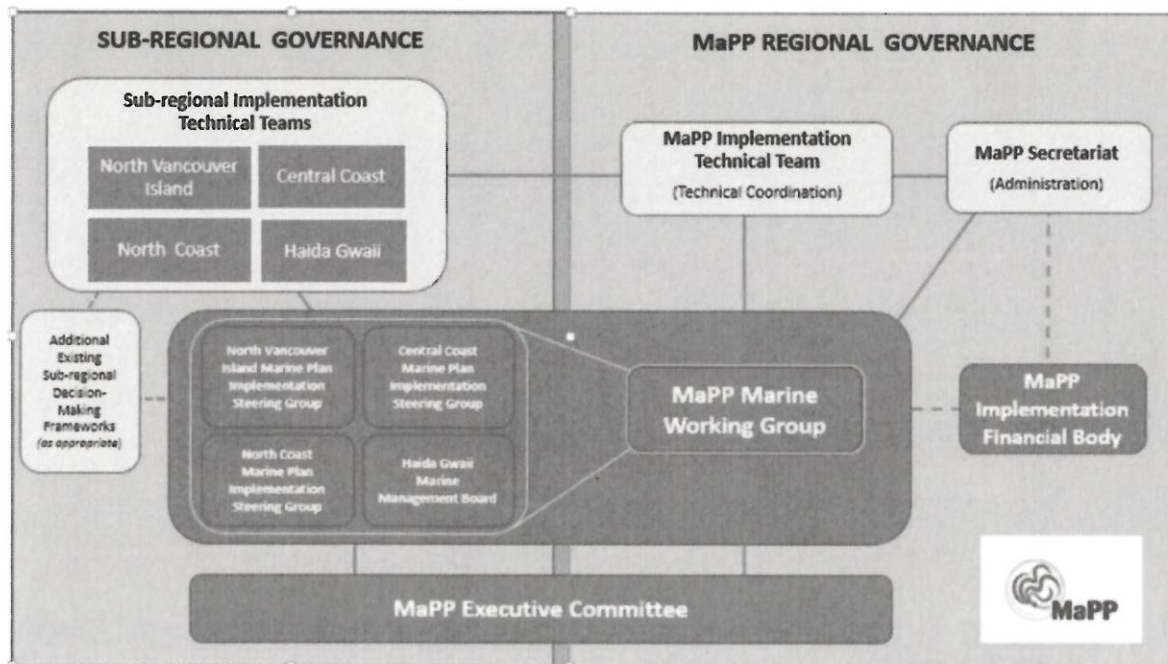 SUB-REGIONAL GOVERNANCE
Sub-regional Implementation
Technical Teams
North Vancouver
Island
Central Coast
North Coast
Haida Gwaii
Additional
Existing
Sub-regional
Decision-
Making
Frameworks
(as appropriate)
North Vancouver
Island Marine Plan
Implementation
Steering Group
Central Coast
Marine Plan
Implementation
Steering Group
North Coast
Marine Plan
Implementation
Steering Group
Haida Gwaii
Marine
Management Board
MaPP REGIONAL GOVERNANCE
MaPP Implementation
Technical Team
(Technical Coordination)
MaPP Secretariat
(Administration)
MaPP Marine
Working Group
MaPP
Implementation
Financial Body
MaPP Executive Committee
MaPP